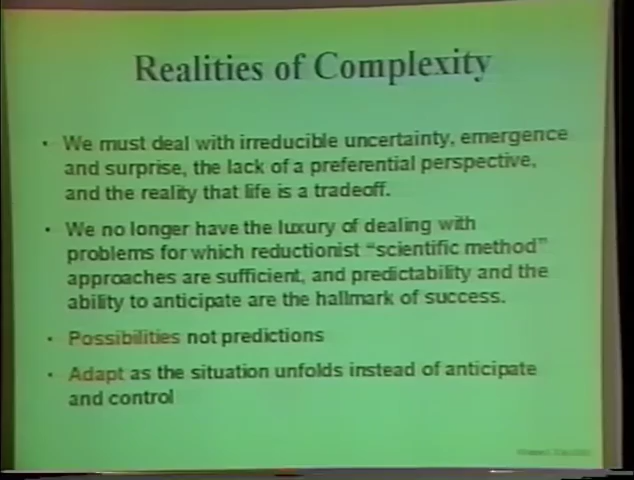 Realities of Complexity
• We must deal with irreducible uncertainty, emergence
and surprise, the lack of a preferential perspective,
and the reality that life is a tradeoff.
• We no longer have the luxury of dealing with
problems for which reductionist “scientific method”
approaches are sufficient, and predictability and the
ability to anticipate are the hallmark of success.
• Possibilities not predictions
• Adapt as the situation unfolds instead of anticipate
and control